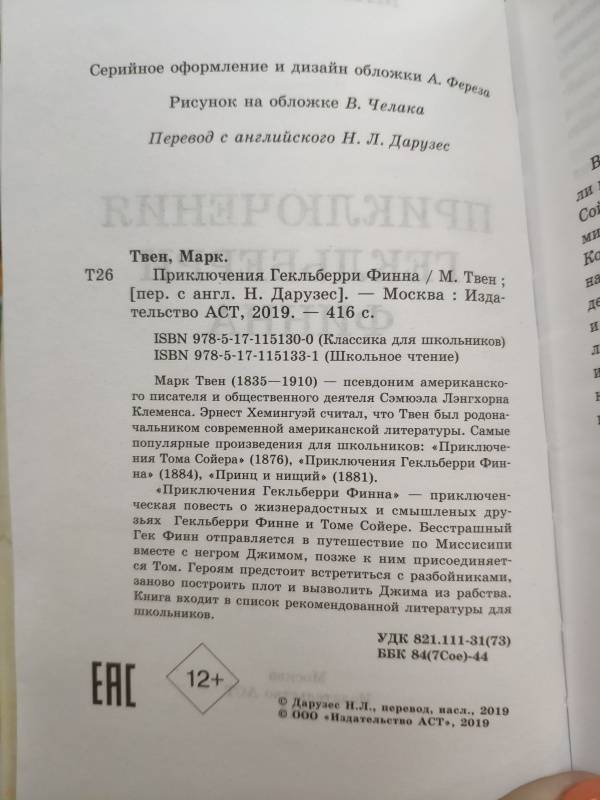 Серийное оформление и дизайн обложки А. Фереза
Рисунок на обложке В. Челака
Перевод с английского Н. Л. Дарузес
ПРИКЛЮЧЕНИЯ
ГЕКЛЬБЕРРИ
ФИННА
Твен, Марк.
Т26 Приключения Гекльберри Финна / М. Твен ;
[пер. с англ. Н. Дарузес]. — Москва : Изда-
тельство АСТ, 2019. — 416 с.
ISBN 978-5-17-115130-0 (Классика для школьников)
ISBN 978-5-17-115133-1 (Школьное чтение)
Марк Твен (1835—1910) — псевдоним американско-
го писателя и общественного деятеля Сэмюэла Лэнгхорна
Клеменса. Эрнест Хемингуэй считал, что Твен был родона-
чальником современной американской литературы. Самые
популярные произведения для школьников: «Приключе-
ния Тома Сойера» (1876), «Приключения Гекльберри Фин-
на» (1884), «Принц и нищий» (1881).
«Приключения Гекльберри Финна» — приключен-
ческая повесть о жизнерадостных и смышленых дру-
зьях Гекльберри Финне и Томе Сойере. Бесстрашный
Гек Финн отправляется в путешествие по Миссисипи
вместе с негром Джимом, позже к ним присоединяет-
ся Том. Героям предстоит встретиться с разбойниками,
заново построить плот и вызволить Джима из рабства.
Книга входит в список рекомендованной литературы для
школьников.
УДК 821.111-31(73)
ББК 84(7Сое)-44
ЕАС
12+
© Дарузес Н.Л., перевод, насл., 2019
© ООО «Издательство АСТ», 2019